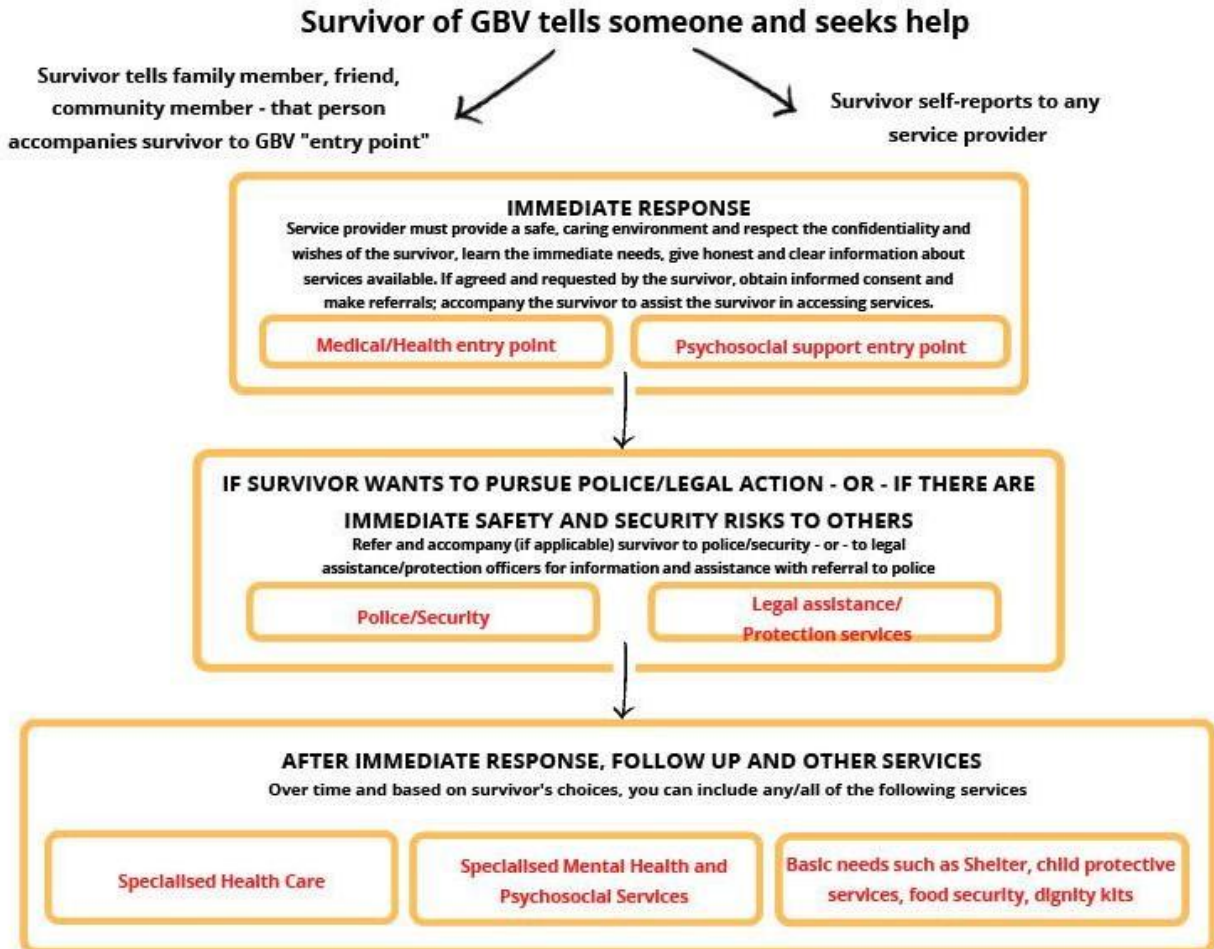 Survivor of GBV tells someone and seeks help
Survivor tells family member, friend,
community member - that person
accompanies survivor to GBV "entry point"
Survivor self-reports to any
service provider
IMMEDIATE RESPONSE
Service provider must provide a safe, caring environment and respect the confidentiality and
wishes of the survivor, learn the immediate needs, give honest and clear information about
services available. If agreed and requested by the survivor, obtain informed consent and
make referrals; accompany the survivor to assist the survivor in accessing services.
Medical/Health entry point
Psychosocial support entry point
IF SURVIVOR WANTS TO PURSUE POLICE/LEGAL ACTION - OR - IF THERE ARE
IMMEDIATE SAFETY AND SECURITY RISKS TO OTHERS
Refer and accompany (if applicable) survivor to police/security - or - to legal
assistance/protection officers for information and assistance with referral to police
Police/Security
Legal assistance/
Protection services
AFTER IMMEDIATE RESPONSE, FOLLOW UP AND OTHER SERVICES
Over time and based on survivor's choices, you can include any/all of the following services
Specialised Health Care
Specialised Mental Health and
Psychosocial Services
Basic needs such as Shelter, child protective
services, food security, dignity kits